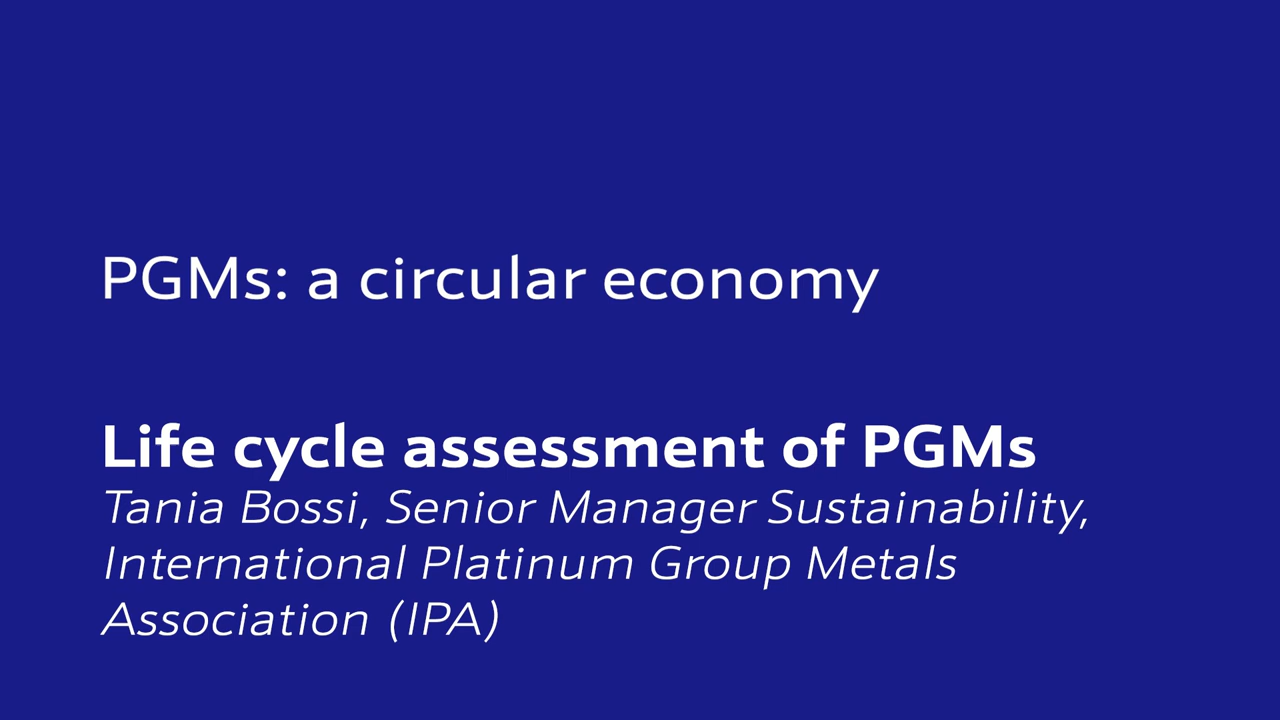 PGMs: a circular economy
Life cycle assessment of PGMs
Tania Bossi, Senior Manager Sustainability,
International Platinum Group Metals
Association (IPA)